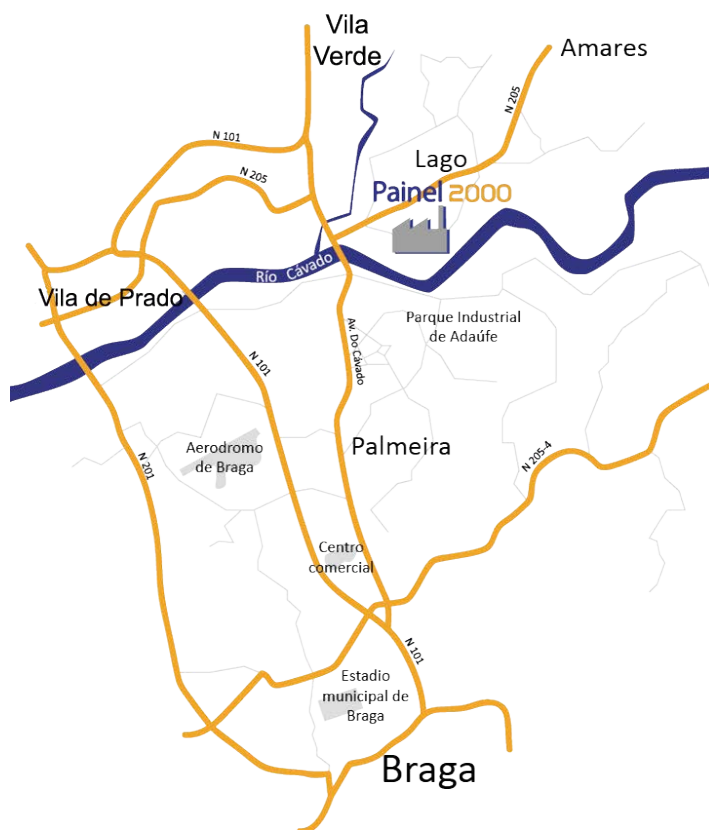 Vila
Verde
Amares
N 205
N 101
Lago
N 205
Painel 2000
Río Cávado
Vila de Prado
Parque Industrial
de Adaúfe
Av. Do Cávado
N 101
Palmeira
Aerodromo
de Braga
N 201
N 205-4
Centro
comercial
N 101
Estadio
municipal de
Braga
Braga